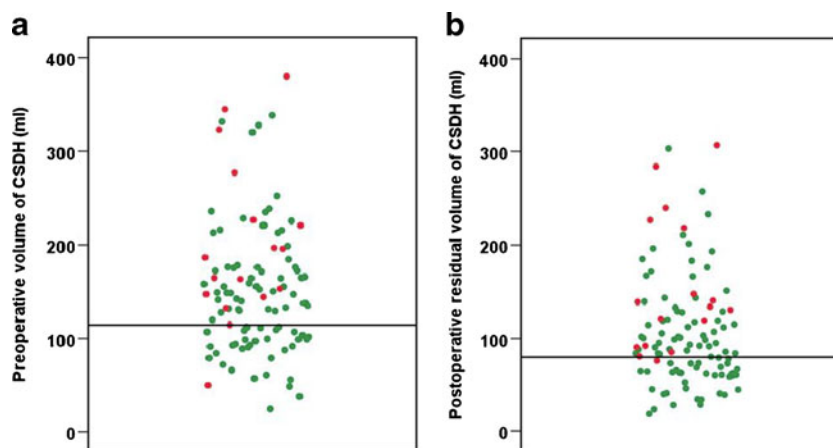 a
Preoperative volume of CSDH (ml)
400
300
200
100
0
b
Postoperative residual volume of CSDH (ml)
400
300
200
100
0